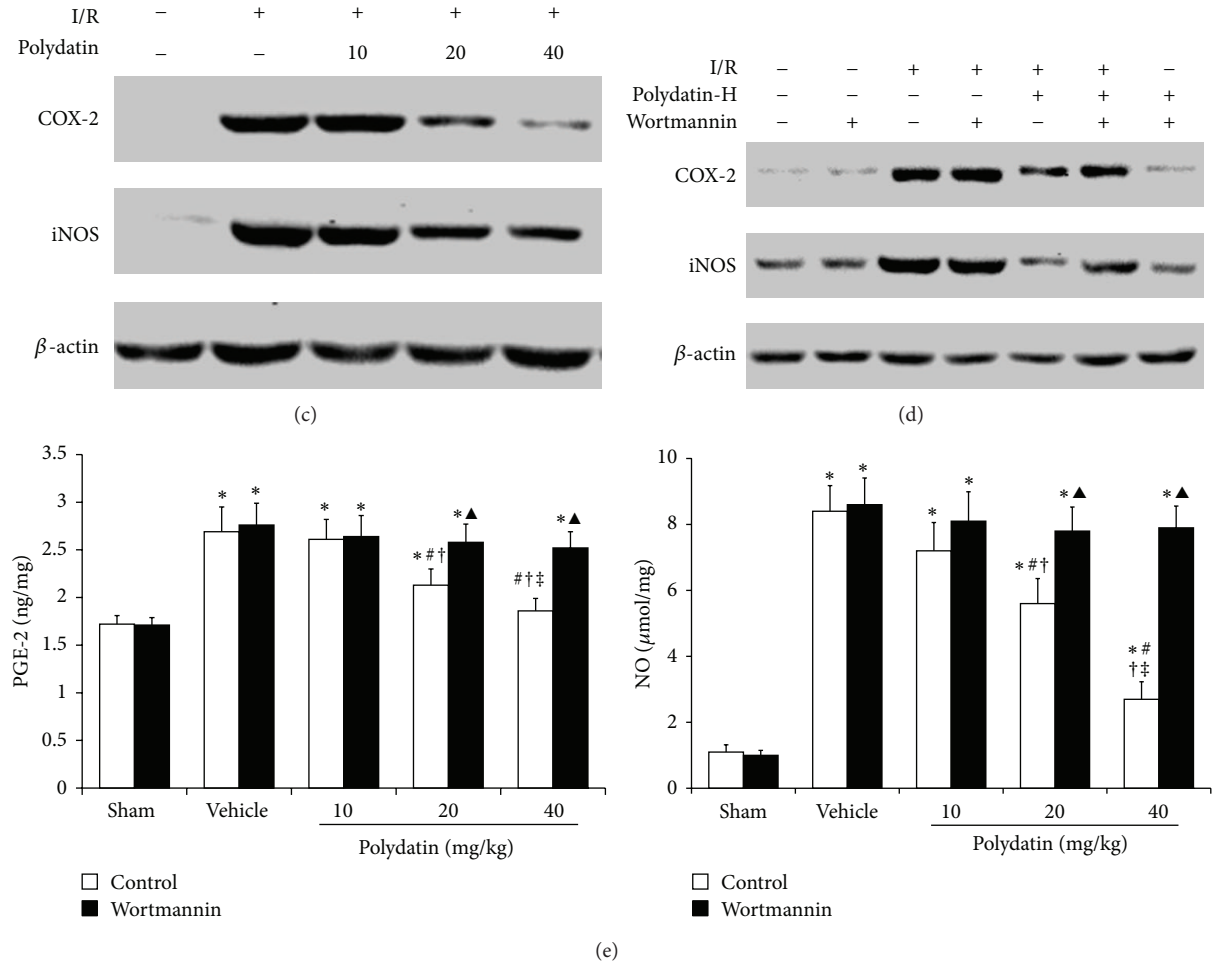 I/R – + + + +
Polydatin – – 10 20 40
COX-2
iNOS
β-actin
(c)
I/R – – + + + + –
Polydatin-H – – – – + + +
Wortmannin – + – + – + +
COX-2
iNOS
β-actin
(d)
PGE-2 (ng/mg)
3.5
3
2.5
2
1.5
1
0.5
0
* * * * *#† *▲ #†‡ *▲
Sham Vehicle 10 20 40
Polydatin (mg/kg)
Control
Wortmannin
NO (μmol/mg)
10
8
6
4
2
0
* * * *#† *▲ *# *▲
†‡
Sham Vehicle 10 20 40
Polydatin (mg/kg)
Control
Wortmannin
(e)